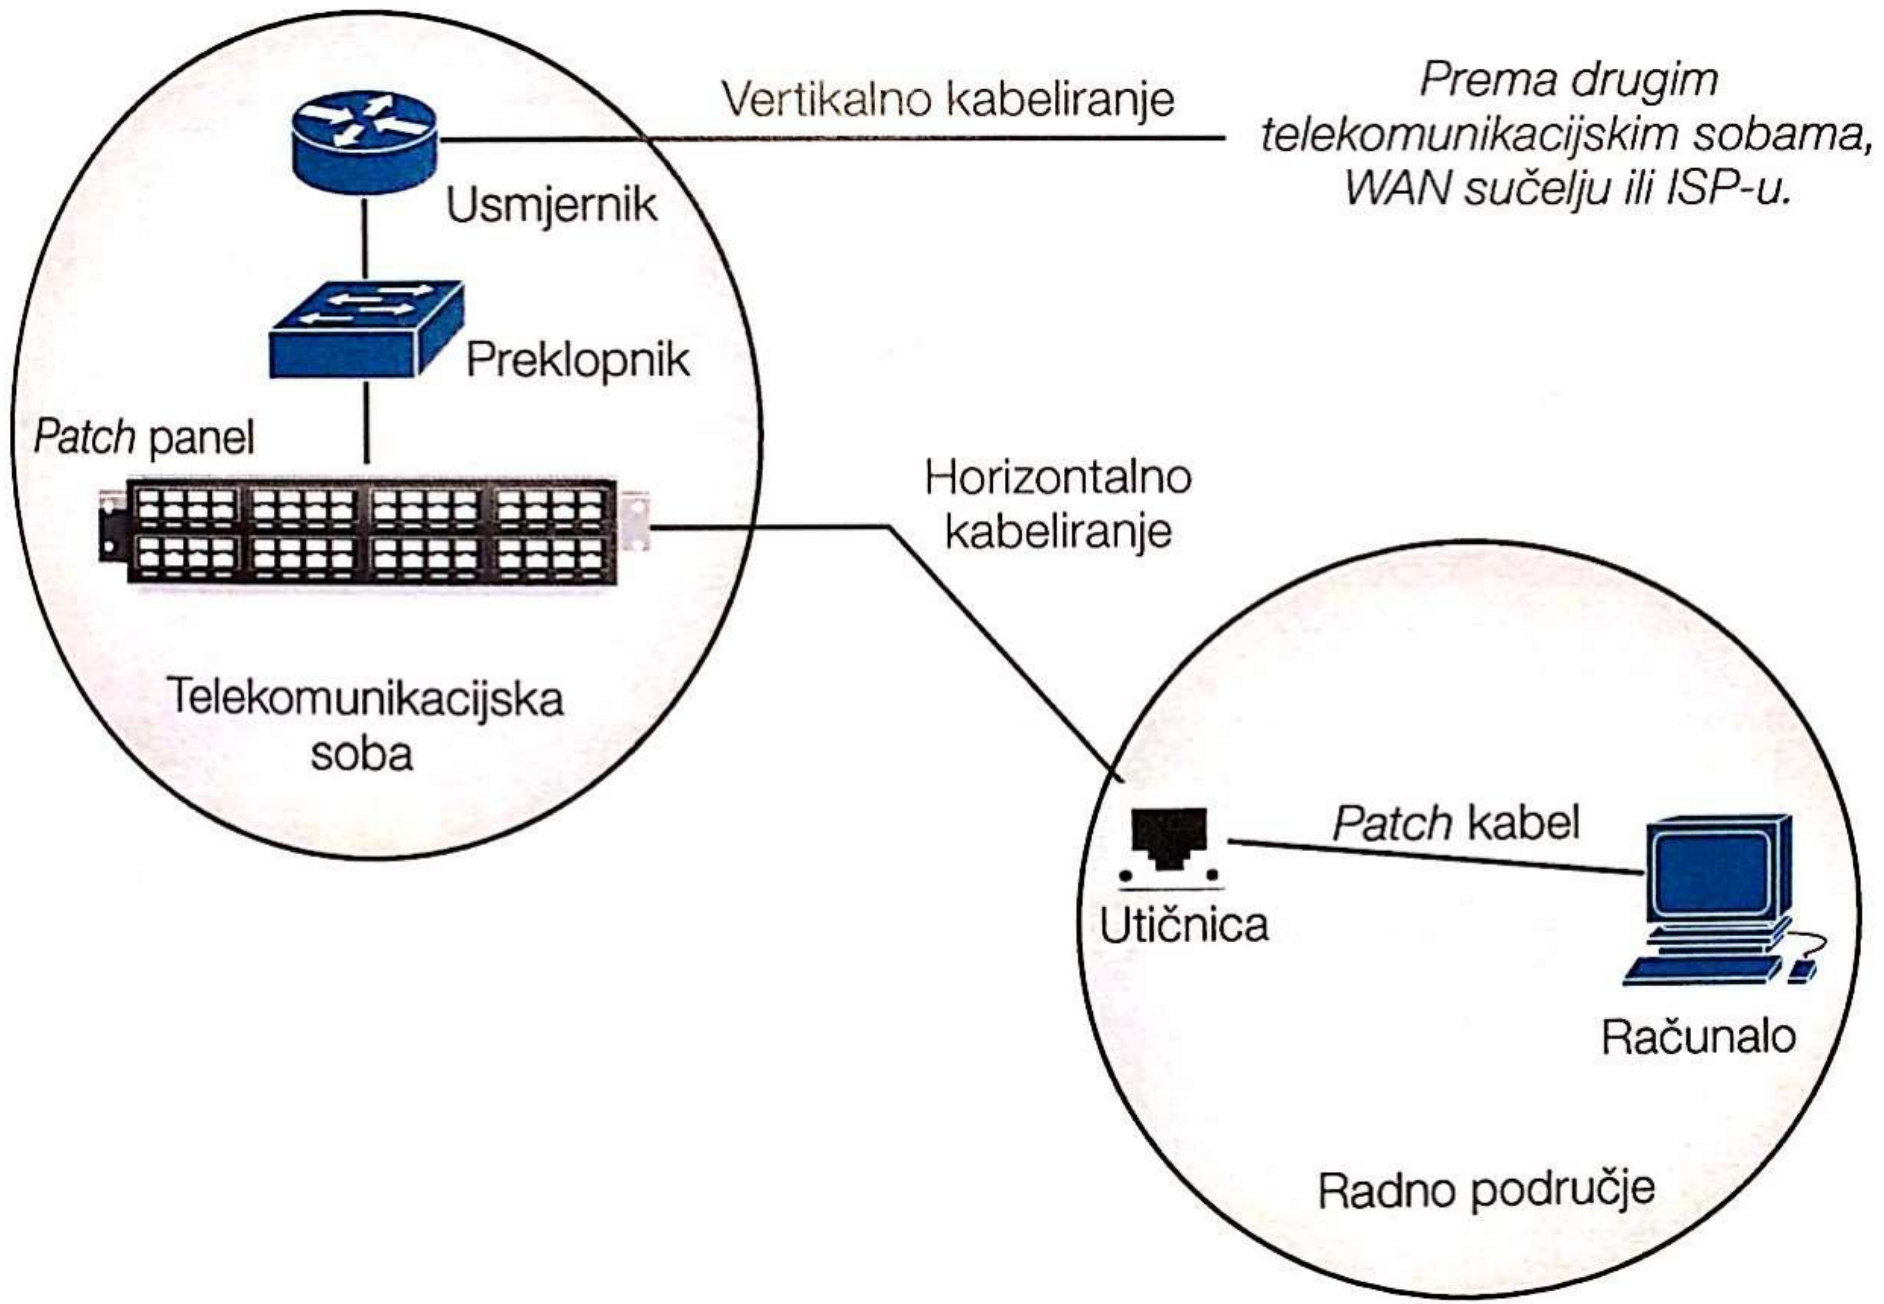 Vertikalno kabeliranje
Prema drugim
telekomunikacijskim sobama,
WAN sučelju ili ISP-u.
Usmjernik
Preklopnik
Patch panel
Horizontalno
kabeliranje
Telekomunikacijska
soba
Patch kabel
Utičnica
Računalo
Radno područje